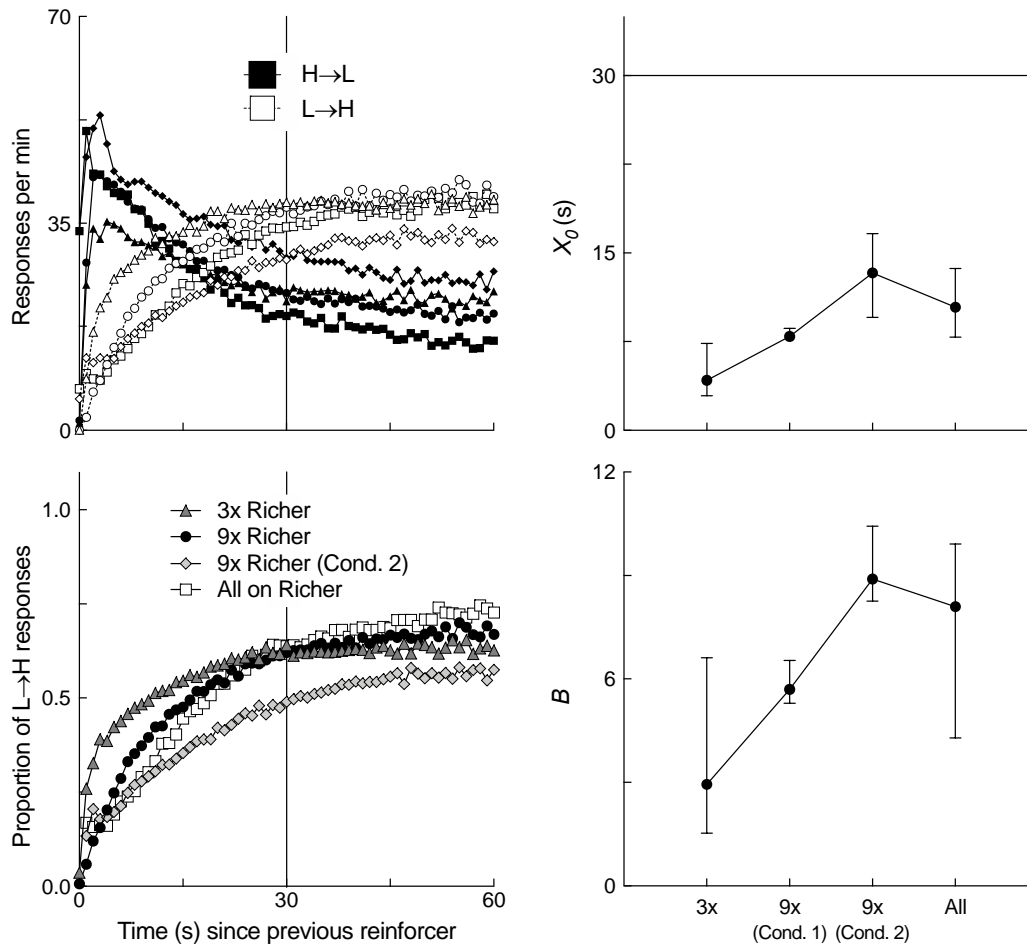 70
35
0
Responses per min
H→L
L→H
30
15
0
X0 (s)
1.0
0.5
0.0
Proportion of L→H responses
3x Richer
9x Richer
9x Richer (Cond. 2)
All on Richer
0
30
60
Time (s) since previous reinforcer
12
6
0
B
3x
9x
9x
All
(Cond. 1)
(Cond. 2)